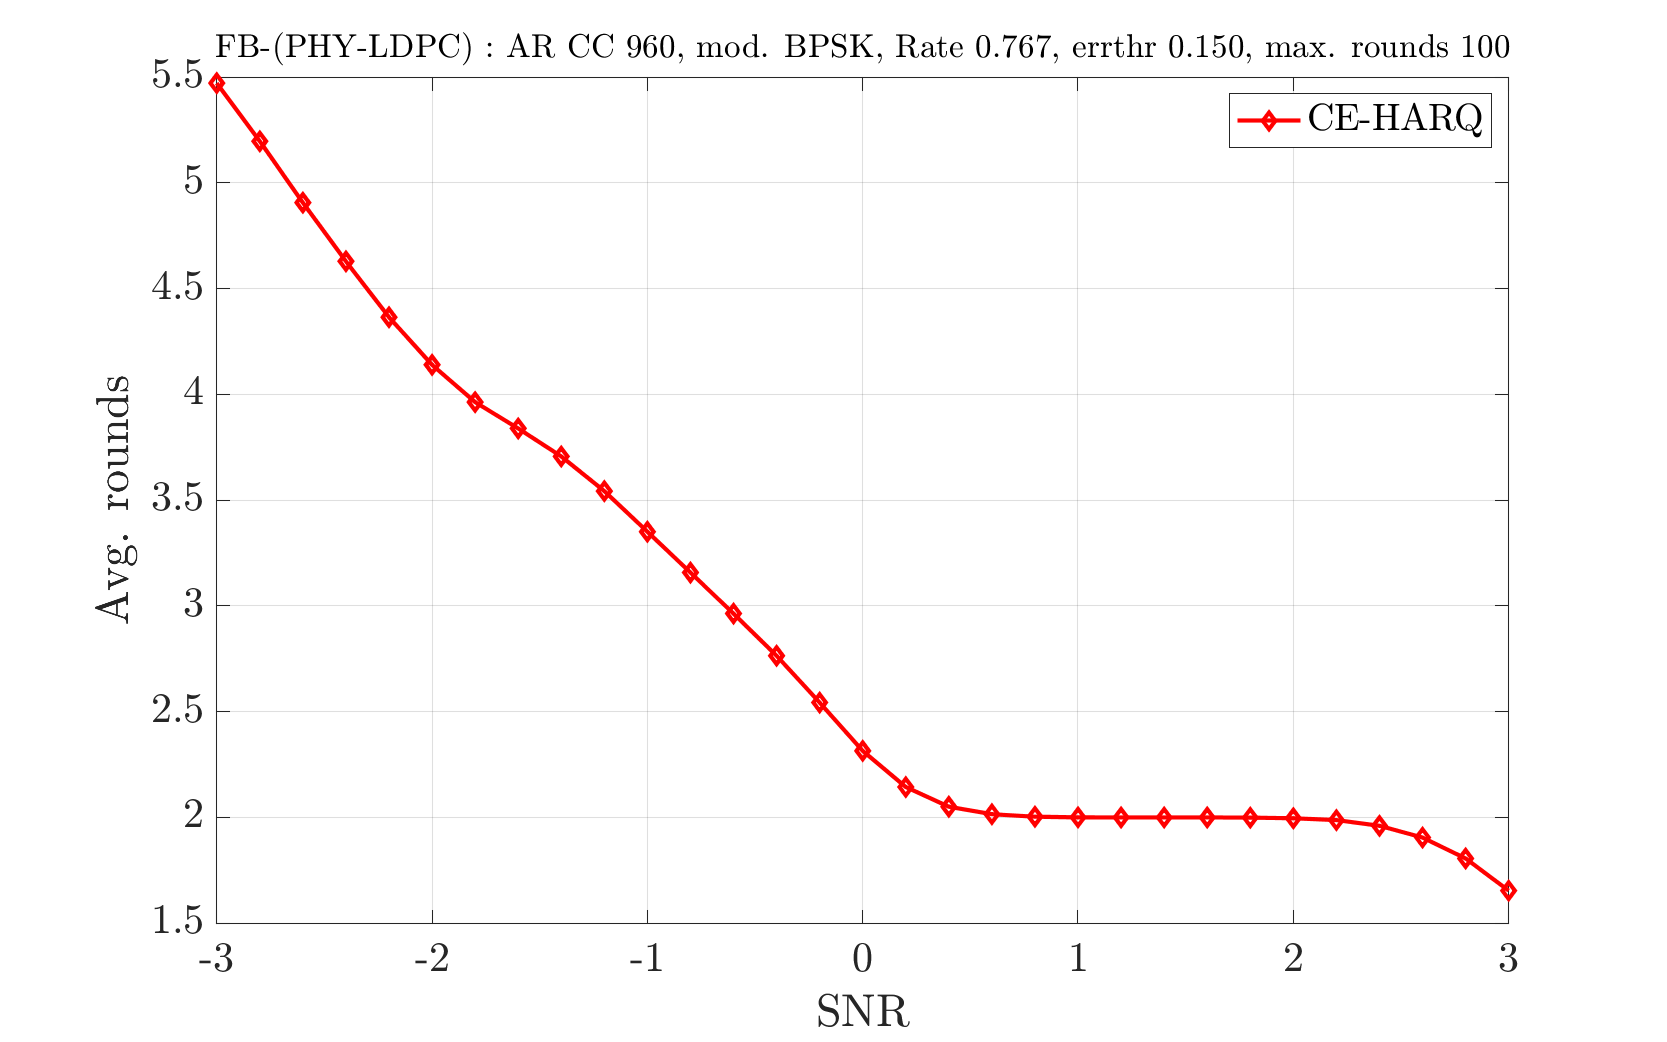 FB-(PHY-LDPC) : AR CC 960, mod. BPSK, Rate 0.767, errthr 0.150, max. rounds 100
CE-HARQ
5.5
5
4.5
4
3.5
3
2.5
2
1.5
Avg. rounds
-3 -2 -1 0 1 2 3
SNR